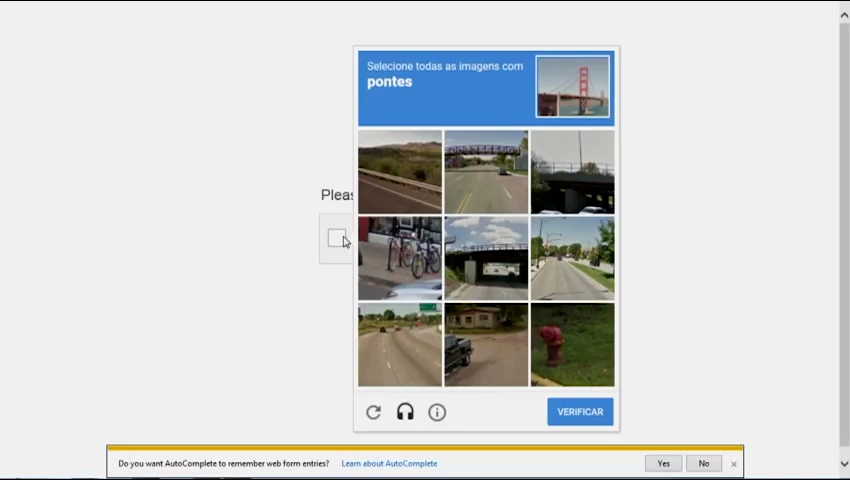 Selecione todas as imagens com
pontes
Pleas
VERIFICAR
Do you want AutoComplete to remember web form entries? Learn about AutoComplete Yes No